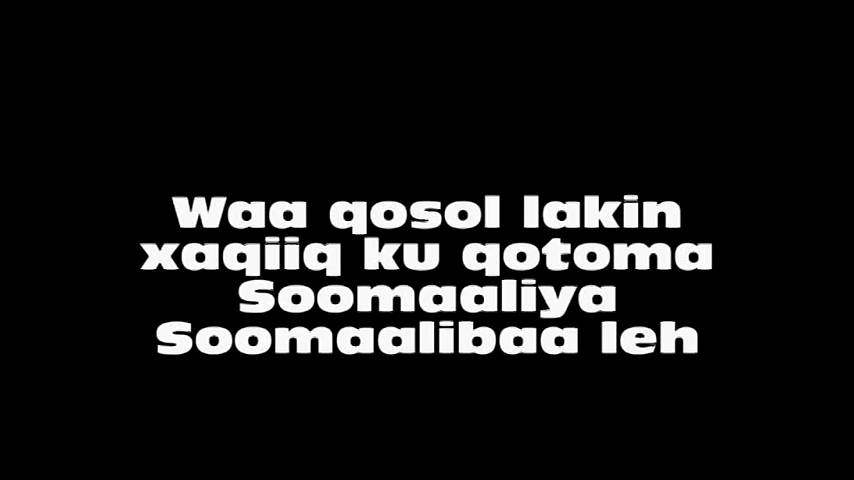 Waa qosol lakin
xaqiiq ku qotoma
Soomaaliya
Soomaalibaa leh